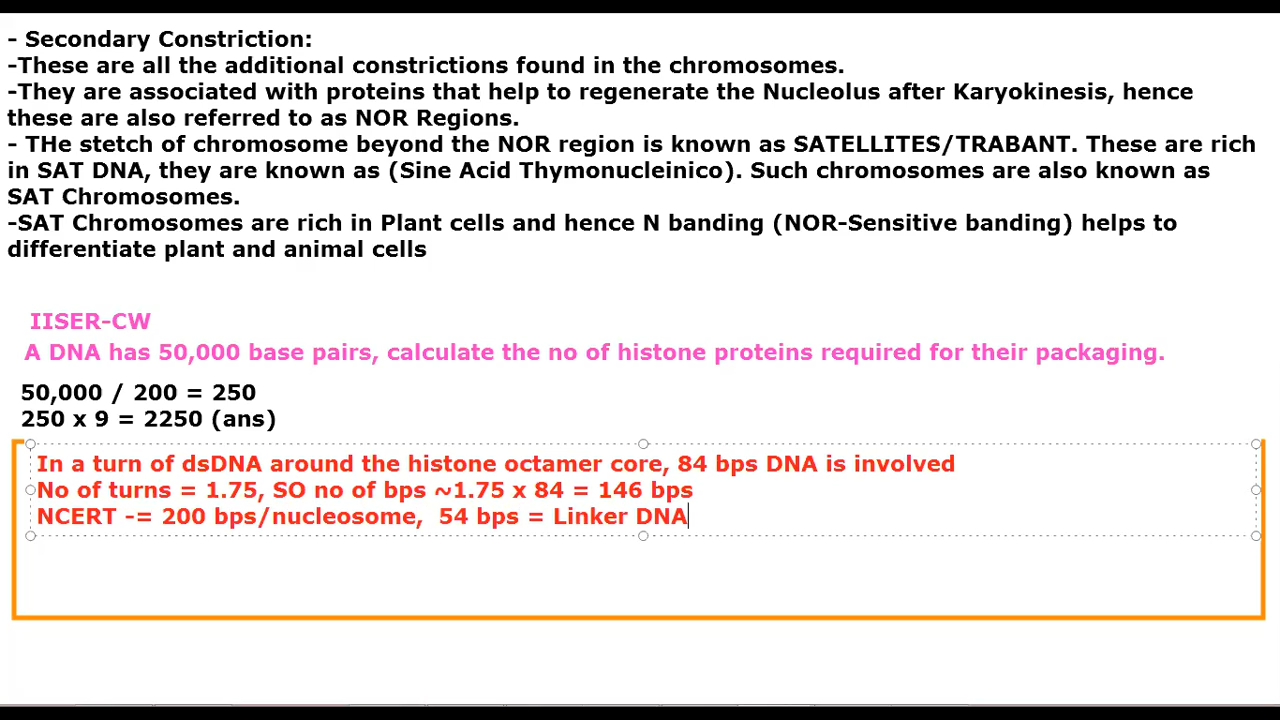 - Secondary Constriction:
-These are all the additional constrictions found in the chromosomes.
-They are associated with proteins that help to regenerate the Nucleolus after Karyokinesis, hence
these are also referred to as NOR Regions.
- THe stetch of chromosome beyond the NOR region is known as SATELLITES/TRABANT. These are rich
in SAT DNA, they are known as (Sine Acid Thymonucleinico). Such chromosomes are also known as
SAT Chromosomes.
-SAT Chromosomes are rich in Plant cells and hence N banding (NOR-Sensitive banding) helps to
differentiate plant and animal cells
IISER-CW
A DNA has 50,000 base pairs, calculate the no of histone proteins required for their packaging.
50,000 / 200 = 250
250 x 9 = 2250 (ans)
In a turn of dsDNA around the histone octamer core, 84 bps DNA is involved
No of turns = 1.75, SO no of bps ~1.75 x 84 = 146 bps
NCERT -= 200 bps/nucleosome,  54 bps = Linker DNA